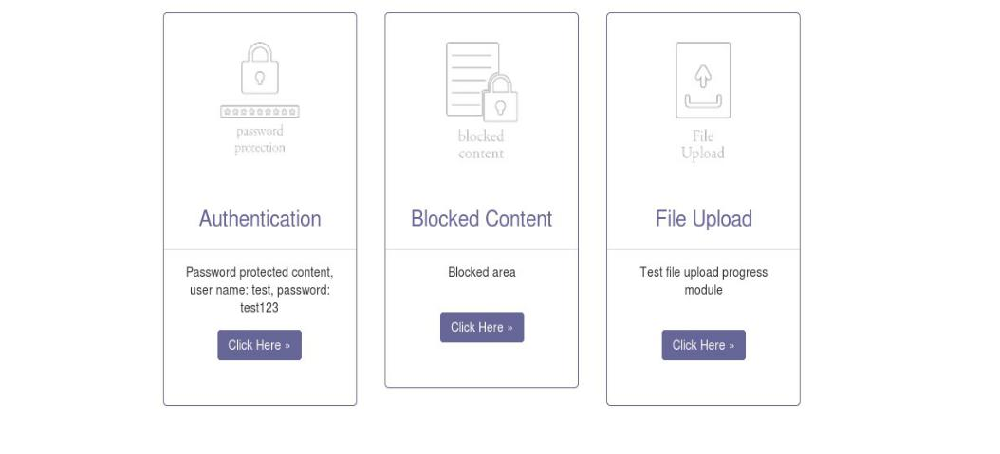 password
protection
Authentication
Password protected content,
user name: test, password:
test123
Click Here »
blocked
content
Blocked Content
Blocked area
Click Here »
File
Upload
File Upload
Test file upload progress
module
Click Here »